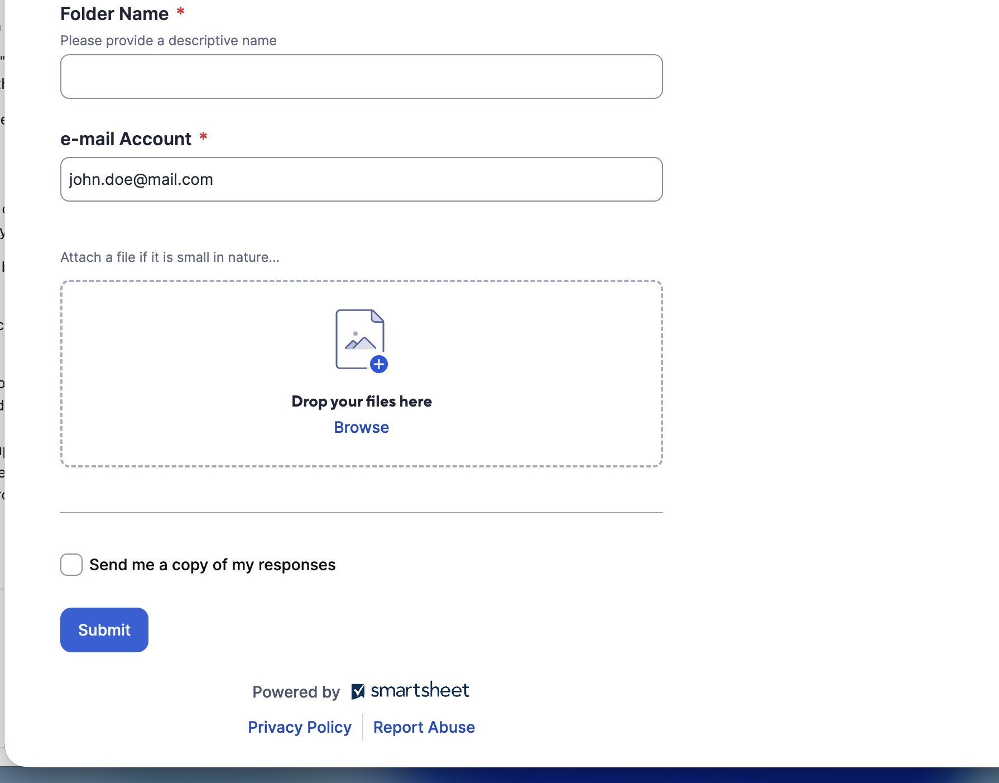 Folder Name *
Please provide a descriptive name
e-mail Account *
john.doe@mail.com
Attach a file if it is small in nature...
Drop your files here
Browse
Send me a copy of my responses
Submit
Powered by smartsheet
Privacy Policy Report Abuse